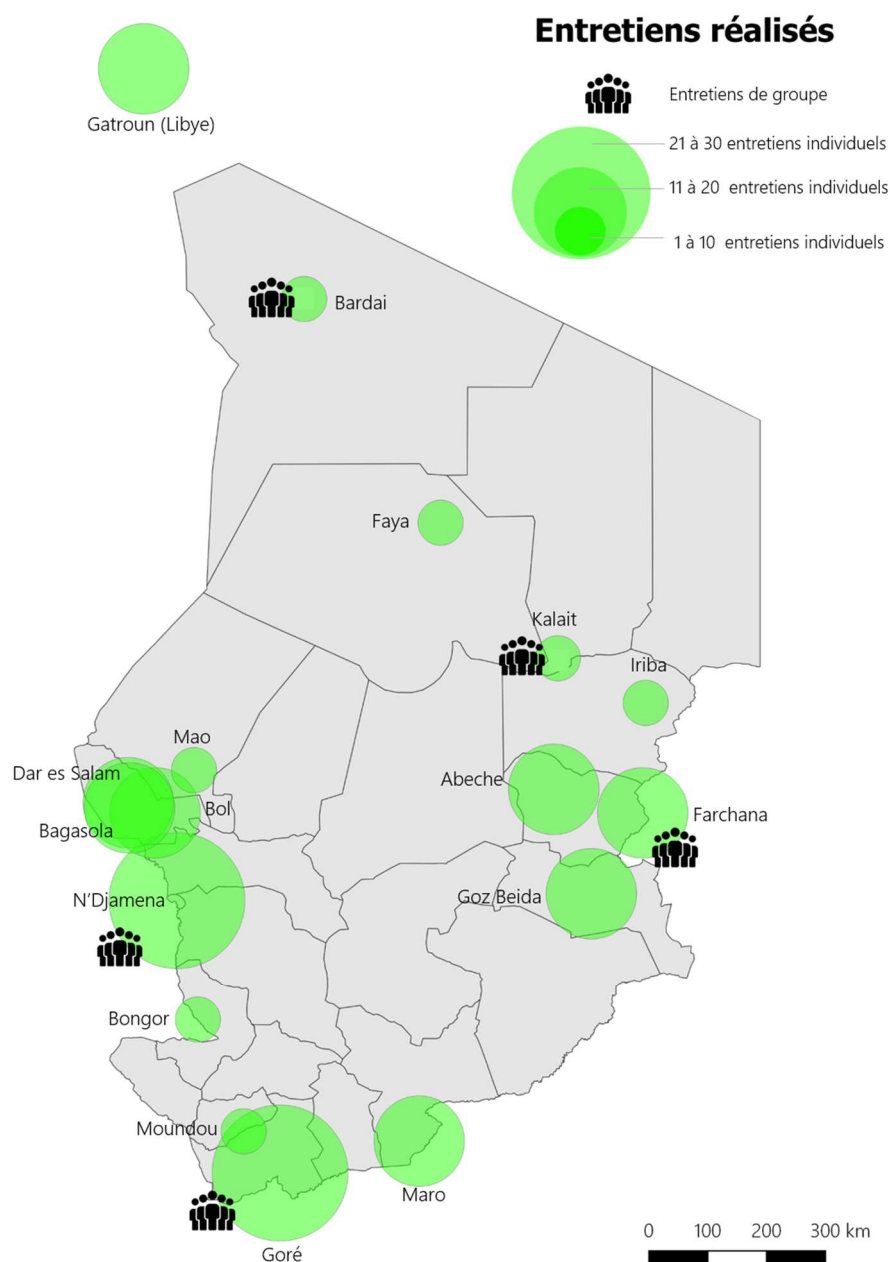 Entretiens réalisés
Entretiens de groupe
21 à 30 entretiens individuels
11 à 20 entretiens individuels
1 à 10 entretiens individuels
Gatroun (Libye)
Bardai
Faya
Kalait
Iriba
Mao
Dar es Salam
Bol
Bagasola
Abeche
Farchana
N'Djamena
Goz Beida
Bongor
Moundou
Maro
Goré
0 100 200 300 km